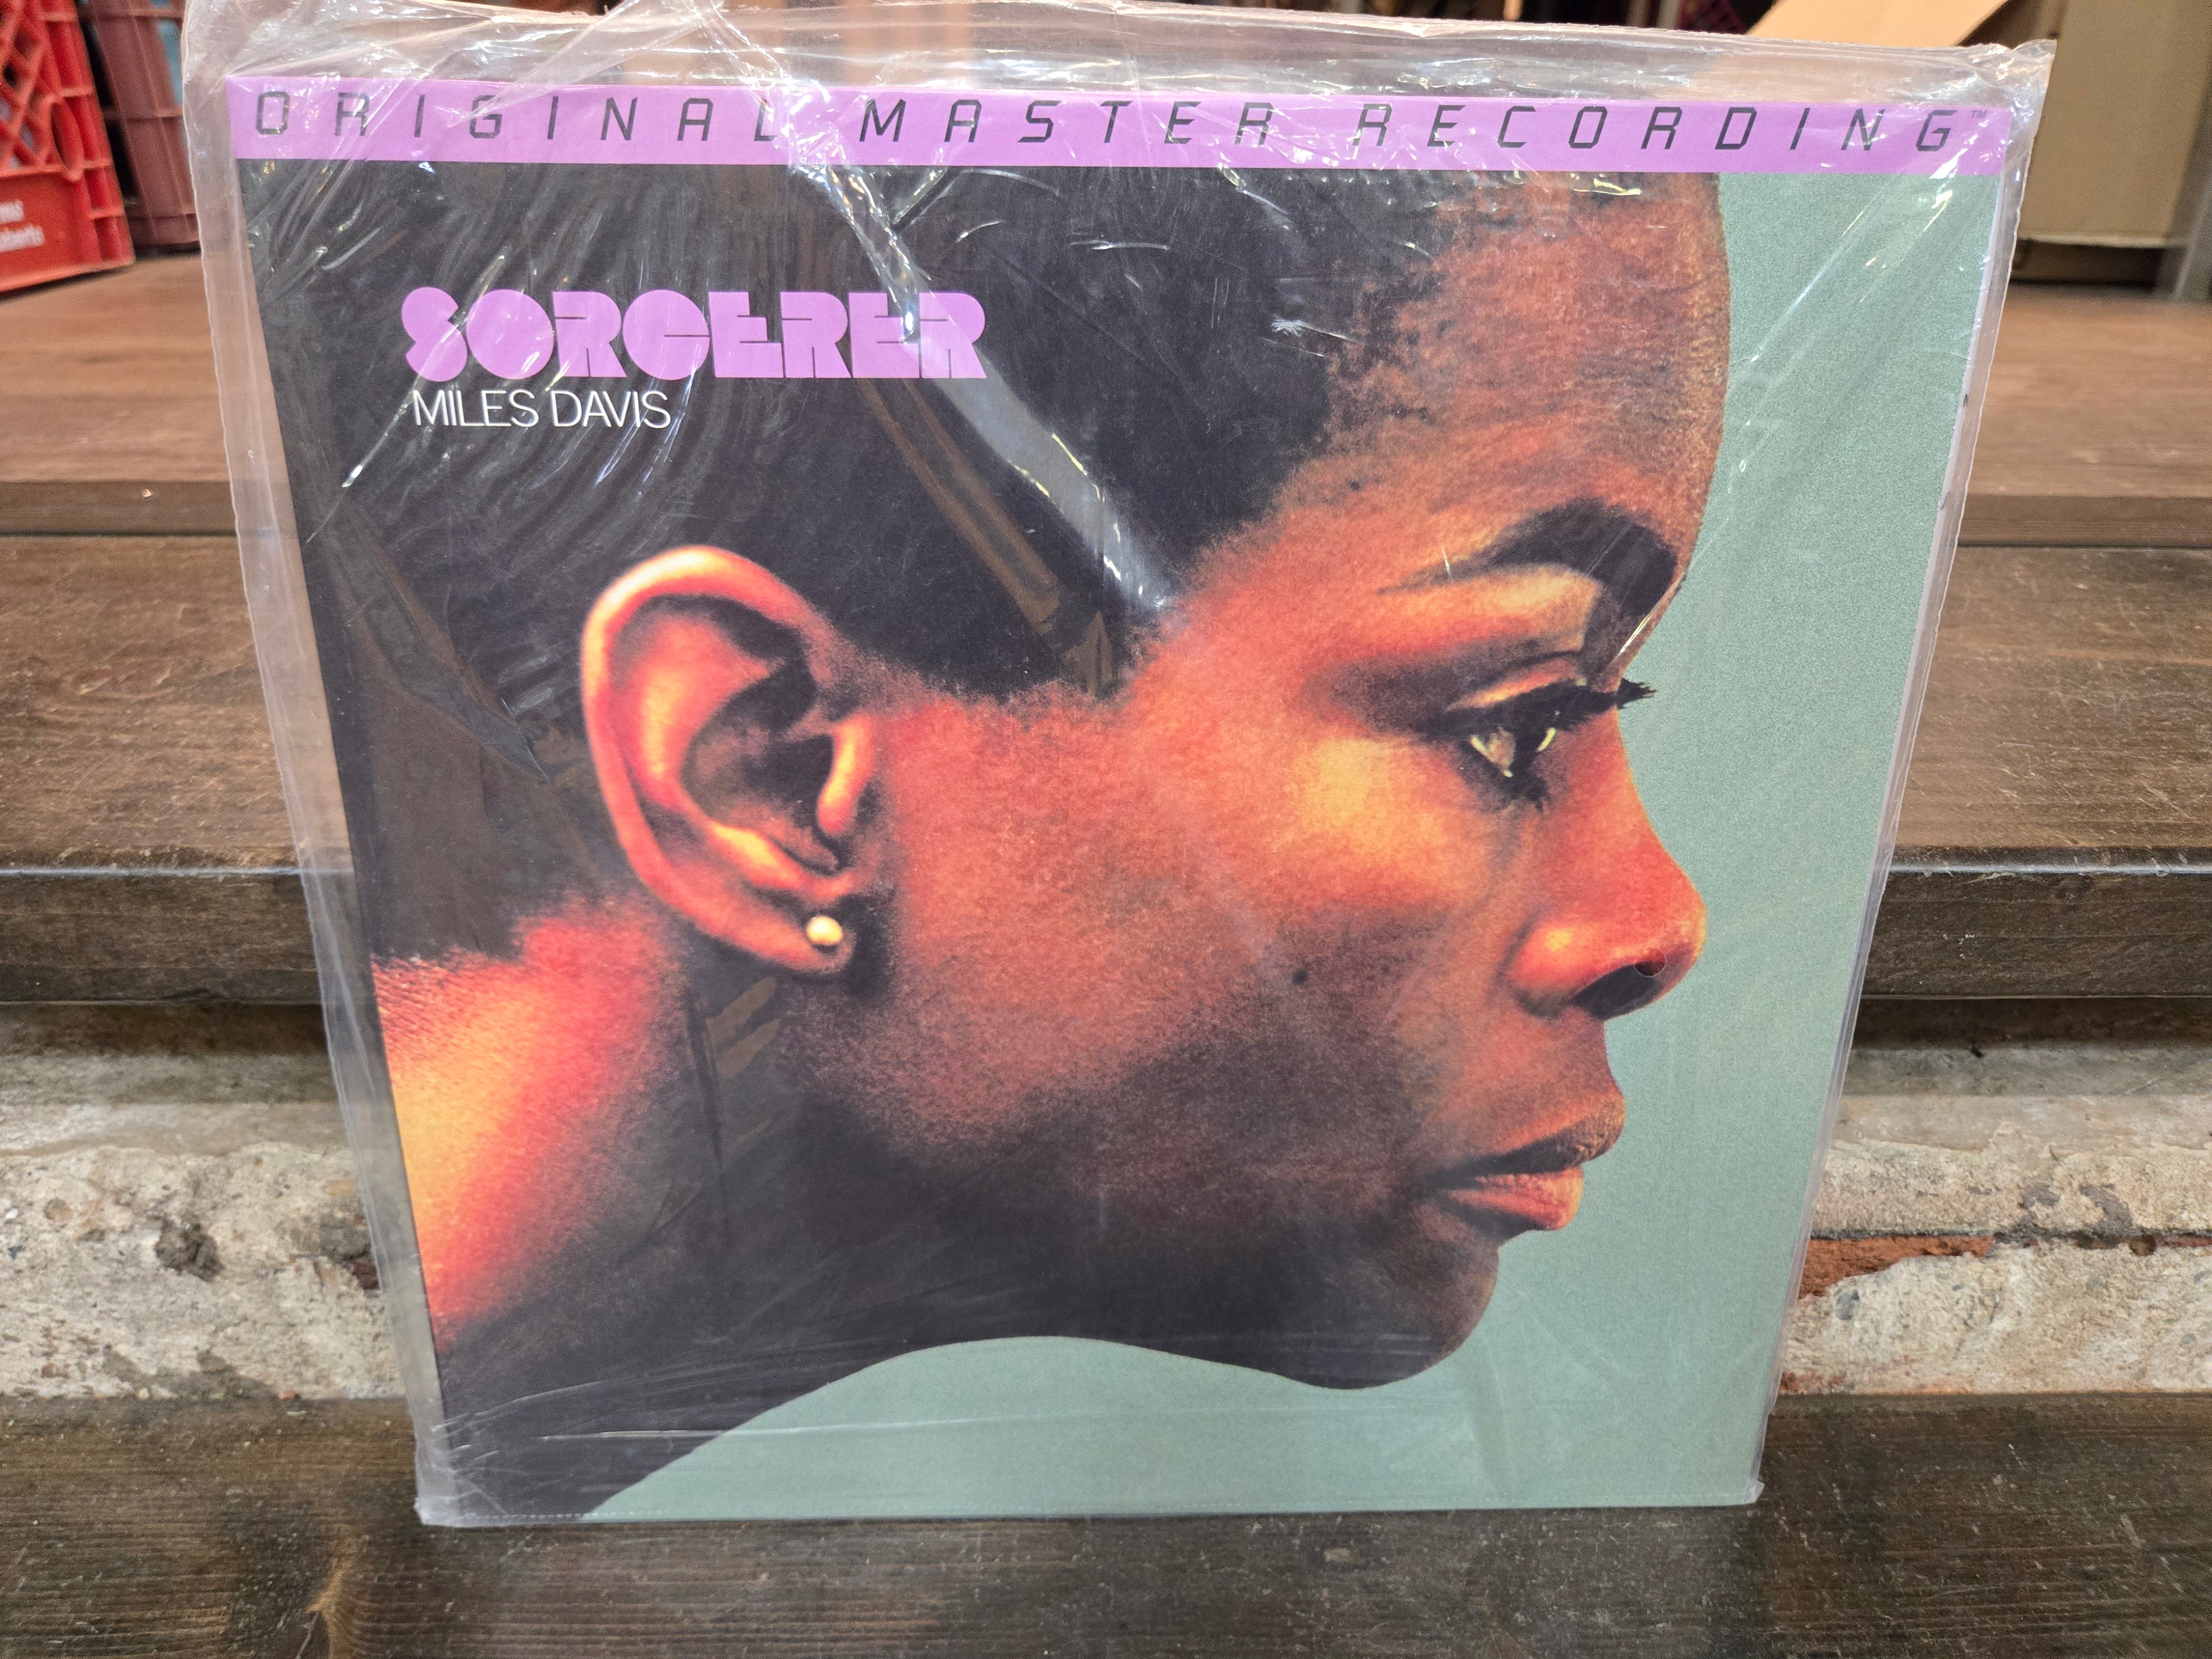 ORIGINAL MASTER RECORDING™
SORCERER
MILES DAVIS